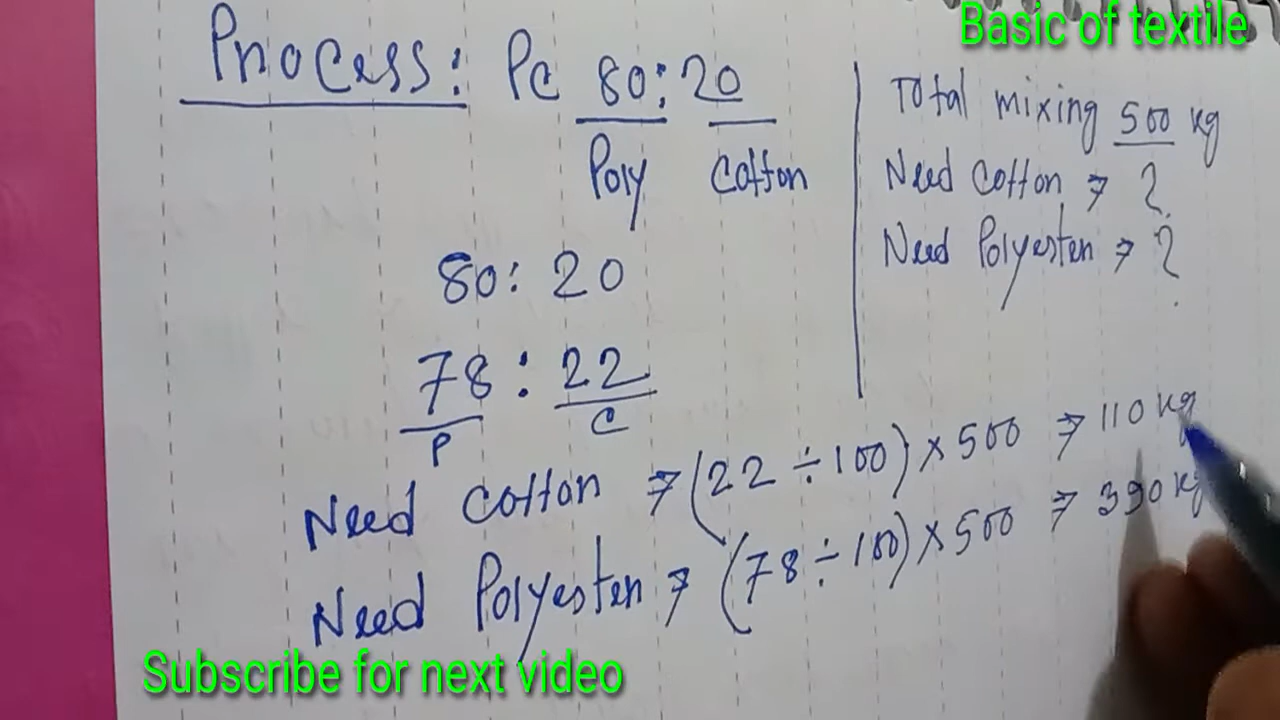 Basic of textile
Process: PC 80:20
Poly Cotton
Total mixing 500 kg
Need Cotton ⇒ ?
Need Polyester ⇒ ?
80: 20
78 : 22
P C
Need Cotton ⇒ (22 ÷ 100) × 500 ⇒ 110 kg
Need Polyester ⇒ (78 ÷ 100) × 500 ⇒ 390 kg
Subscribe for next video